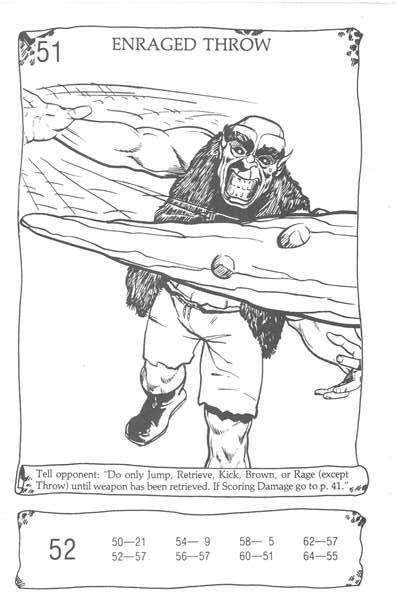 51
ENRAGED THROW
Tell opponent: "Do only Jump, Retrieve, Kick, Brown, or Rage (except
Throw) until weapon has been retrieved. If Scoring Damage go to p. 41."
52
50—21 54— 9 58— 5 62—57
52—57 56—57 60—51 64—55